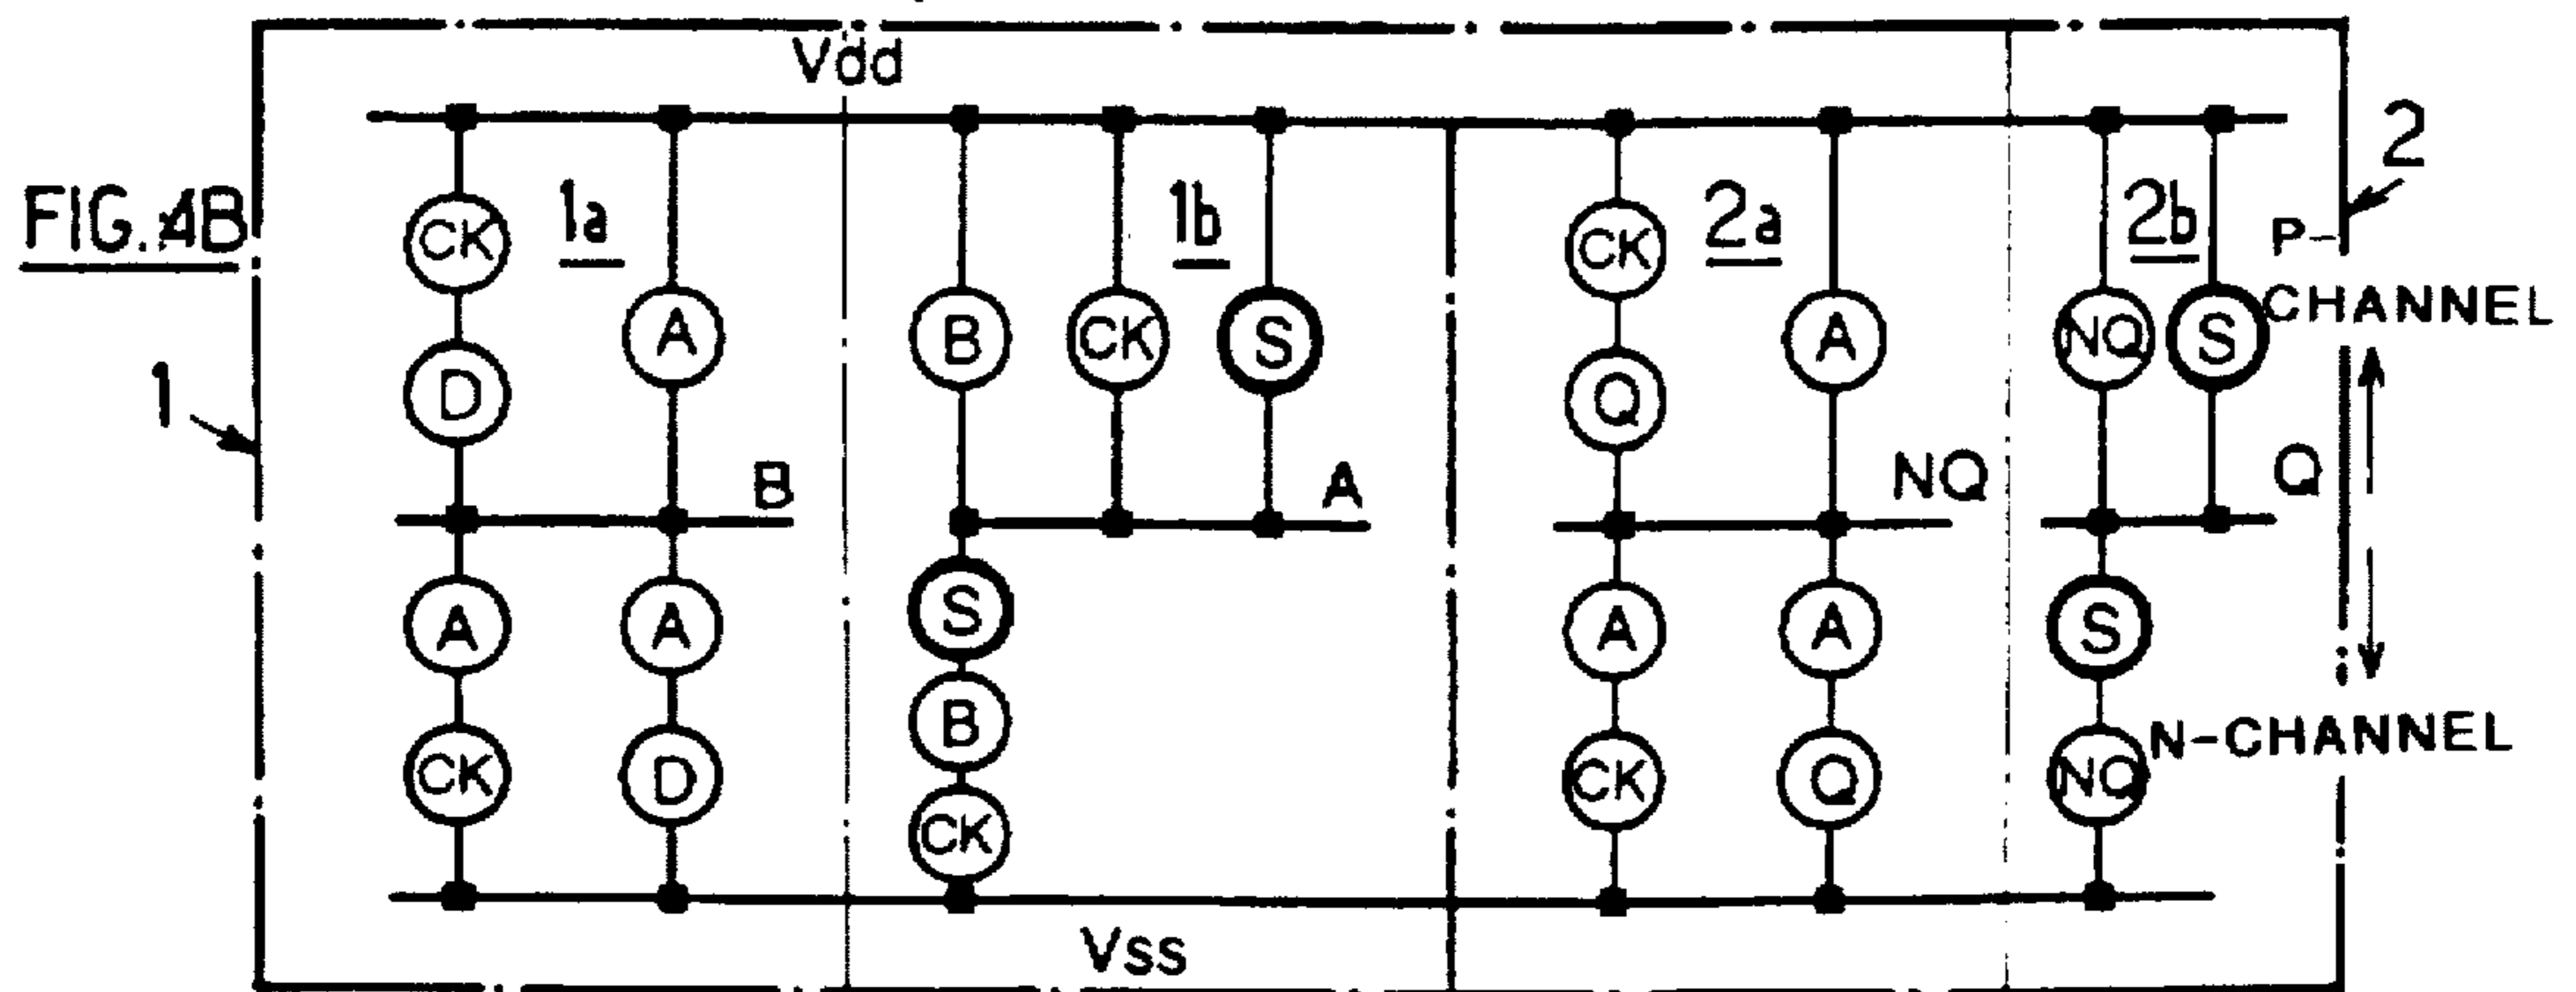 Vdd
2
FIG. 4B
CK 1a A B CK 1b S CK 2a A NQ 2b S
P-
CHANNEL
D Q
1
B A NQ Q
A A S A A S
B
N-CHANNEL
CK D CK Q NQ
CK
Vss